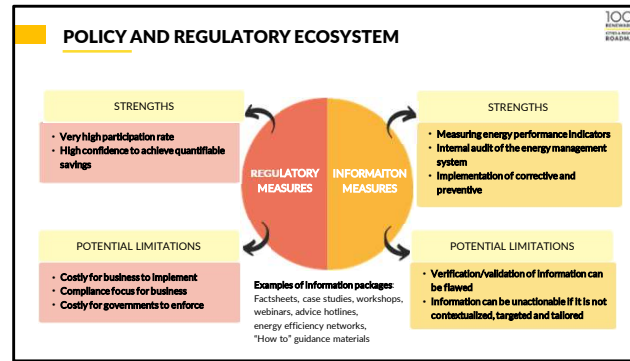 POLICY AND REGULATORY ECOSYSTEM
100
RENEWABLE
CITIES & REGIONS
ROADMAP
STRENGTHS
• Very high participation rate
• High confidence to achieve quantifiable
savings
POTENTIAL LIMITATIONS
• Costly for business to implement
• Compliance focus for business
• Costly for governments to enforce
REGULATORY
MEASURES
INFORMAITON
MEASURES
Examples of information packages:
Factsheets, case studies, workshops,
webinars, advice hotlines,
energy efficiency networks,
"How to" guidance materials
STRENGTHS
• Measuring energy performance indicators
• Internal audit of the energy management
system
• Implementation of corrective and
preventive
POTENTIAL LIMITATIONS
• Verification/validation of information can
be flawed
• Information can be unactionable if it is not
contextualized, targeted and tailored